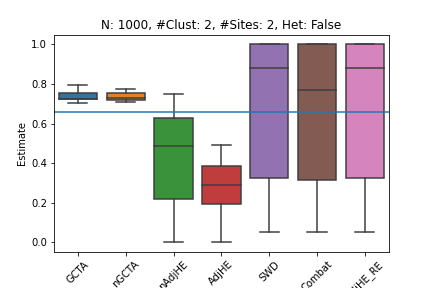 N: 1000, #Clust: 2, #Sites: 2, Het: False
1.0
0.8
0.6
0.4
0.2
0.0
Estimate
GCTA
nGCTA
nAdjHE
AdjHE
SWD
Combat